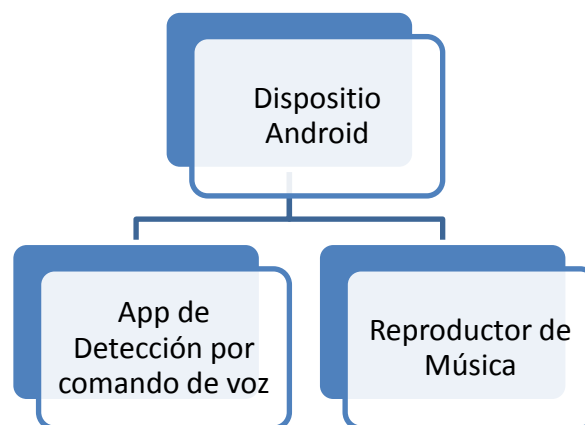 Dispositio
Android
App de
Detección por
comando de voz
Reproductor de
Música